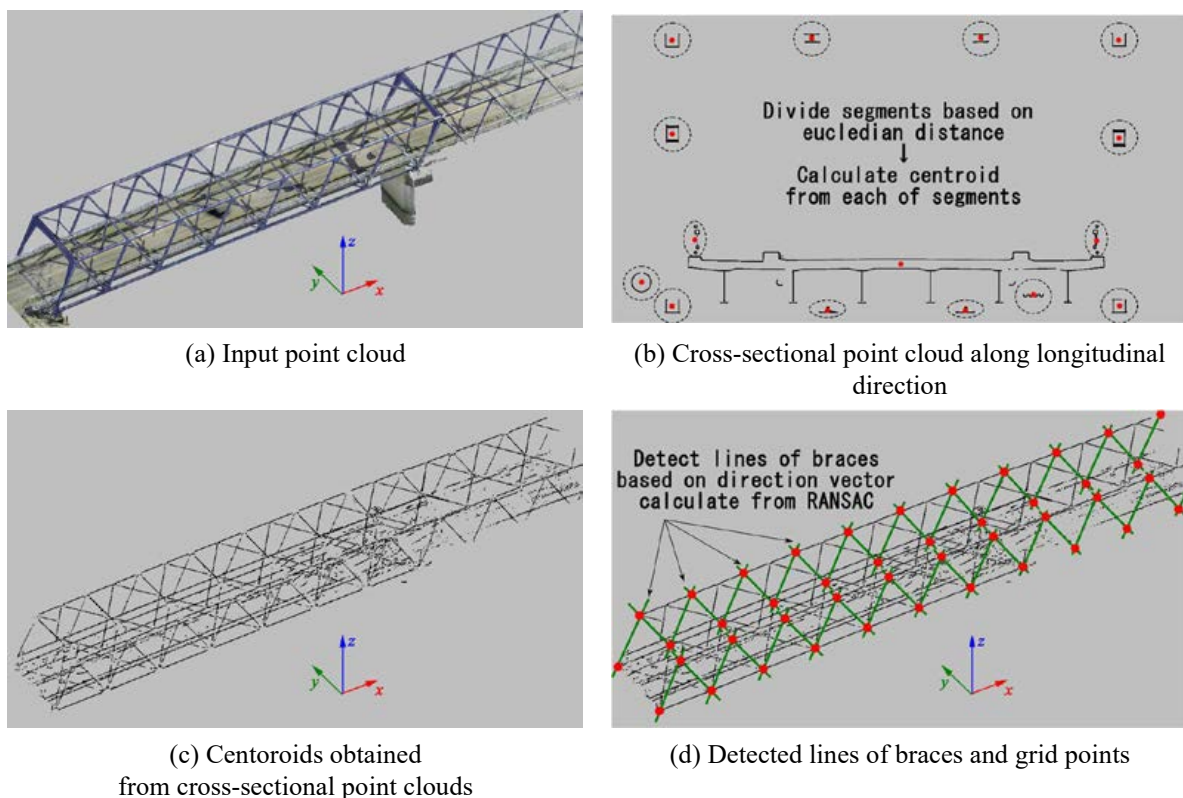 z
y
x
(a) Input point cloud
Divide segments based on
eucledian distance
↓
Calculate centroid
from each of segments
(b) Cross-sectional point cloud along longitudinal
direction
z
y
x
(c) Centoroids obtained
from cross-sectional point clouds
Detect lines of braces
based on direction vector
calculate from RANSAC
z
y
x
(d) Detected lines of braces and grid points